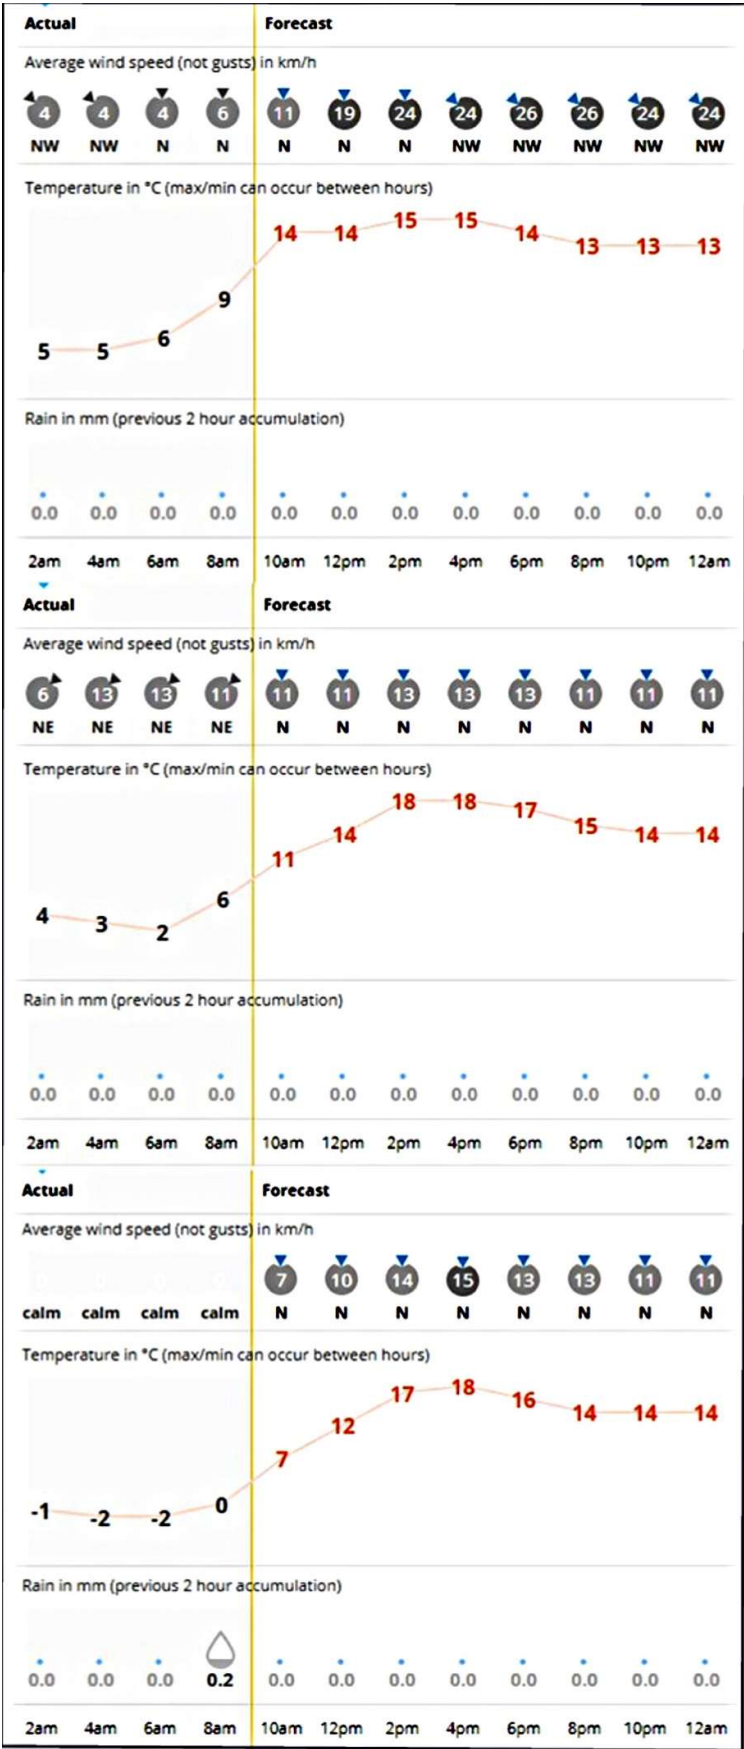 Actual Forecast
Average wind speed (not gusts) in km/h
4 4 4 6 11 19 24 24 26 26 24 24
NW NW N N N N N NW NW NW NW NW
Temperature in °C (max/min can occur between hours)
5 5 6 9 14 14 15 15 14 13 13 13
Rain in mm (previous 2 hour accumulation)
0.0 0.0 0.0 0.0 0.0 0.0 0.0 0.0 0.0 0.0 0.0 0.0
2am 4am 6am 8am 10am 12pm 2pm 4pm 6pm 8pm 10pm 12am
Actual Forecast
Average wind speed (not gusts) in km/h
6 13 13 11 11 11 13 13 13 11 11 11
NE NE NE NE N N N N N N N N
Temperature in °C (max/min can occur between hours)
4 3 2 6 11 14 18 18 17 15 14 14
Rain in mm (previous 2 hour accumulation)
0.0 0.0 0.0 0.0 0.0 0.0 0.0 0.0 0.0 0.0 0.0 0.0
2am 4am 6am 8am 10am 12pm 2pm 4pm 6pm 8pm 10pm 12am
Actual Forecast
Average wind speed (not gusts) in km/h
7 10 14 15 13 13 11 11
calm calm calm calm N N N N N N N N
Temperature in °C (max/min can occur between hours)
-1 -2 -2 0 7 12 17 18 16 14 14 14
Rain in mm (previous 2 hour accumulation)
0.0 0.0 0.0 0.2 0.0 0.0 0.0 0.0 0.0 0.0 0.0 0.0
2am 4am 6am 8am 10am 12pm 2pm 4pm 6pm 8pm 10pm 12am